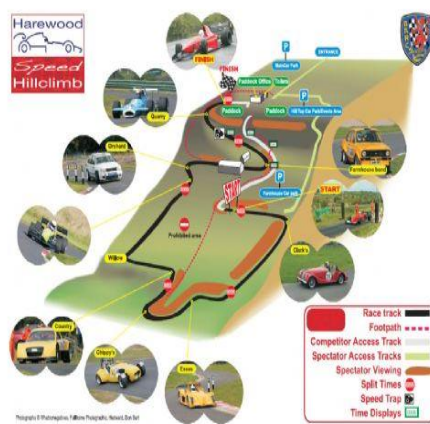 Harewood
Speed
Hillclimb
FINISH
FINISH
P
ENTRANCE
Paddock Office
Toilets
Paddock
Paddock
Quarry
P
Orchard
P
Farmhouse bend
START
START
Prohibited area
Willow
Clark's
Country
Chippy's
Esses
Race track
Footpath
Competitor Access Track
Spectator Access Tracks
Spectator Viewing
Split Times
Speed Trap
Time Displays